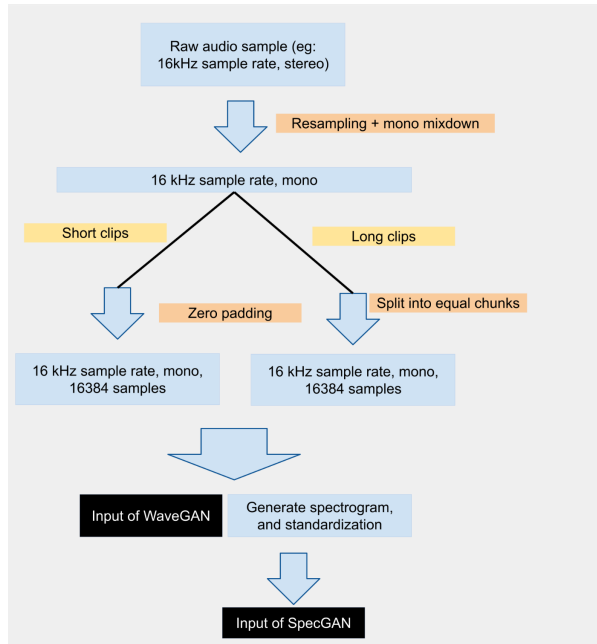 Raw audio sample (eg:
16kHz sample rate, stereo)
Resampling + mono mixdown
16 kHz sample rate, mono
Short clips
Long clips
Zero padding
Split into equal chunks
16 kHz sample rate, mono,
16384 samples
16 kHz sample rate, mono,
16384 samples
Input of WaveGAN
Generate spectrogram,
and standardization
Input of SpecGAN